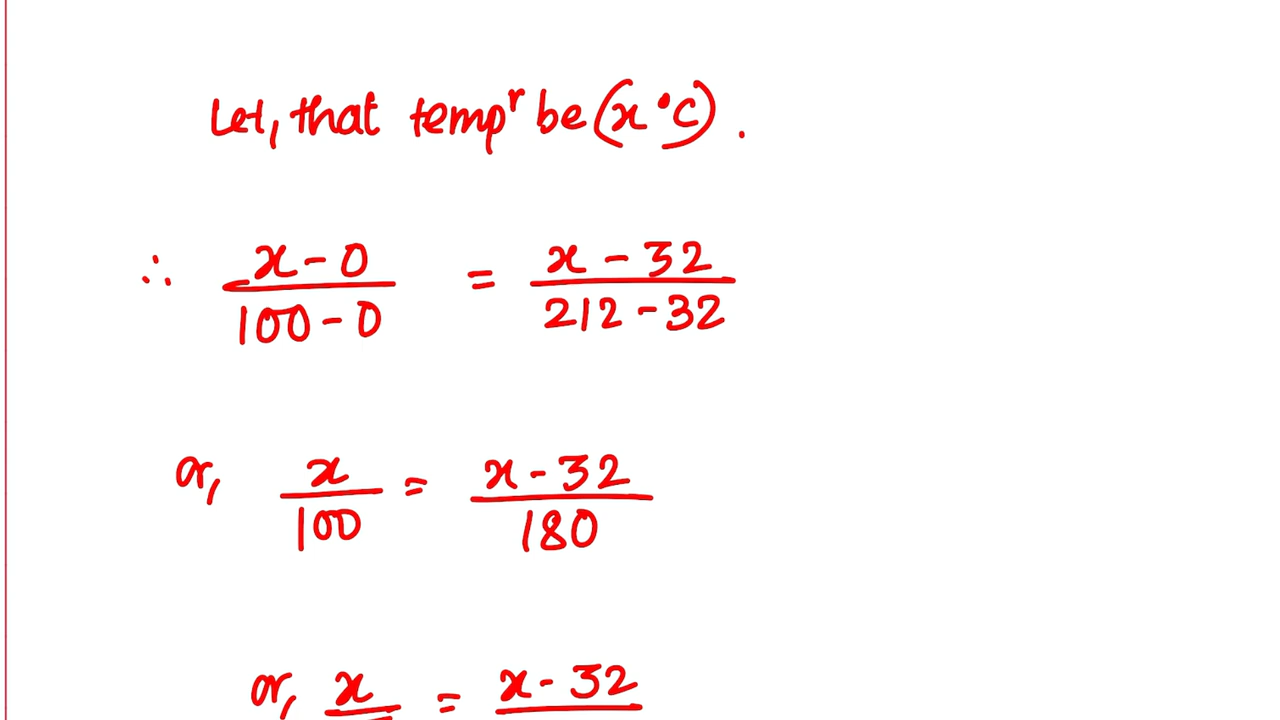 Let, that tempʳ be (x°C).
∴ x - 0 / 100 - 0 = x - 32 / 212 - 32
or, x / 100 = x - 32 / 180
or, x = x - 32